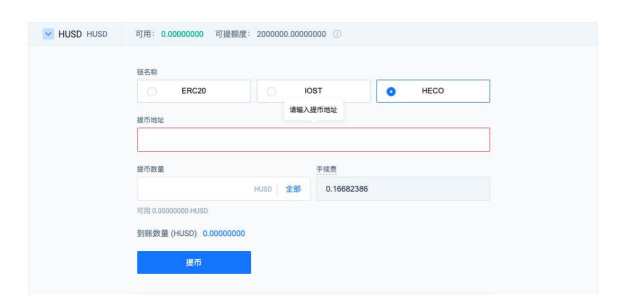 HUSD HUSD 可用: 0.00000000 可提额度: 2000000.00000000
链名称
ERC20 IOST HECO
请输入提币地址
提币地址
提币数量 手续费
HUSD 全部 0.16682386
可用 0.00000000 HUSD
到账数量 (HUSD) 0.00000000
提币